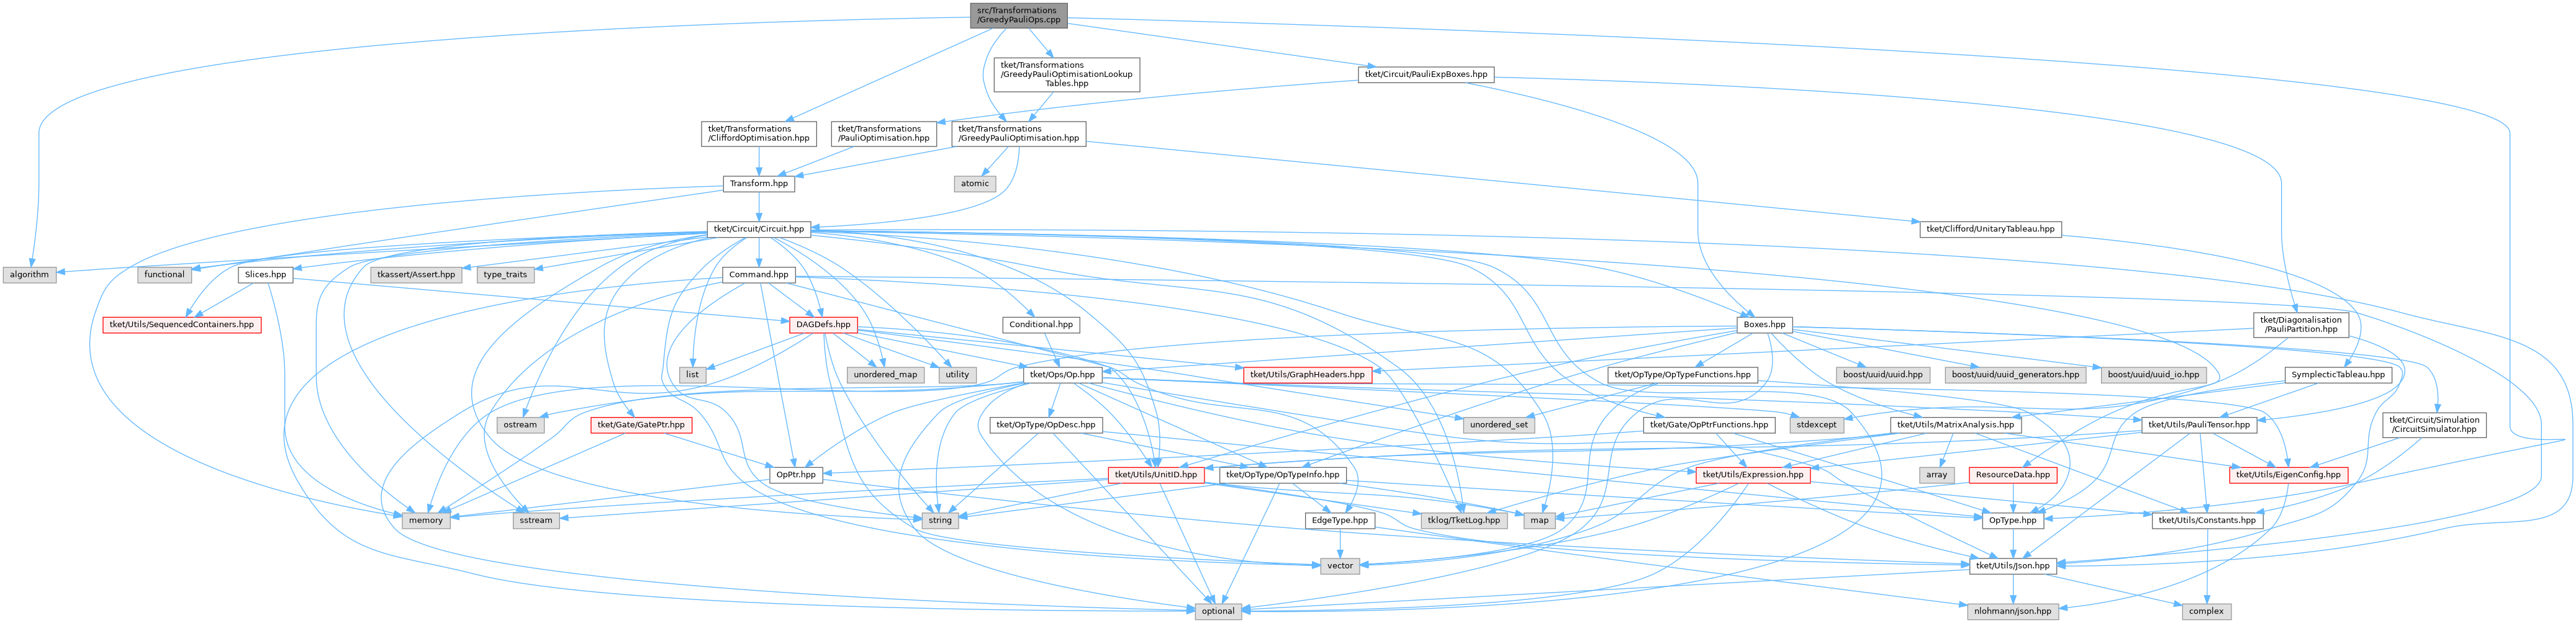 src/Transformations
/GreedyPauliOps.cpp
tket/Transformations
/GreedyPauliOptimisationLookup
Tables.hpp
tket/Circuit/PauliExpBoxes.hpp
tket/Transformations
/CliffordOptimisation.hpp
tket/Transformations
/PauliOptimisation.hpp
tket/Transformations
/GreedyPauliOptimisation.hpp
Transform.hpp
atomic
tket/Circuit/Circuit.hpp
tket/Clifford/UnitaryTableau.hpp
algorithm
functional
Slices.hpp
tkassert/Assert.hpp
type_traits
Command.hpp
tket/Utils/SequencedContainers.hpp
DAGDefs.hpp
Conditional.hpp
Boxes.hpp
tket/Diagonalisation
/PauliPartition.hpp
list
unordered_map
utility
tket/Ops/Op.hpp
tket/Utils/GraphHeaders.hpp
tket/OpType/OpTypeFunctions.hpp
boost/uuid/uuid.hpp
boost/uuid/uuid_generators.hpp
boost/uuid/uuid_io.hpp
SymplecticTableau.hpp
ostream
tket/Gate/GatePtr.hpp
tket/OpType/OpDesc.hpp
unordered_set
tket/Gate/OpPtrFunctions.hpp
stdexcept
tket/Utils/MatrixAnalysis.hpp
tket/Utils/PauliTensor.hpp
tket/Circuit/Simulation
/CircuitSimulator.hpp
OpPtr.hpp
tket/Utils/UnitID.hpp
tket/OpType/OpTypeInfo.hpp
tket/Utils/Expression.hpp
array
ResourceData.hpp
tket/Utils/EigenConfig.hpp
memory
sstream
string
EdgeType.hpp
tklog/TketLog.hpp
map
OpType.hpp
tket/Utils/Constants.hpp
vector
tket/Utils/Json.hpp
optional
nlohmann/json.hpp
complex